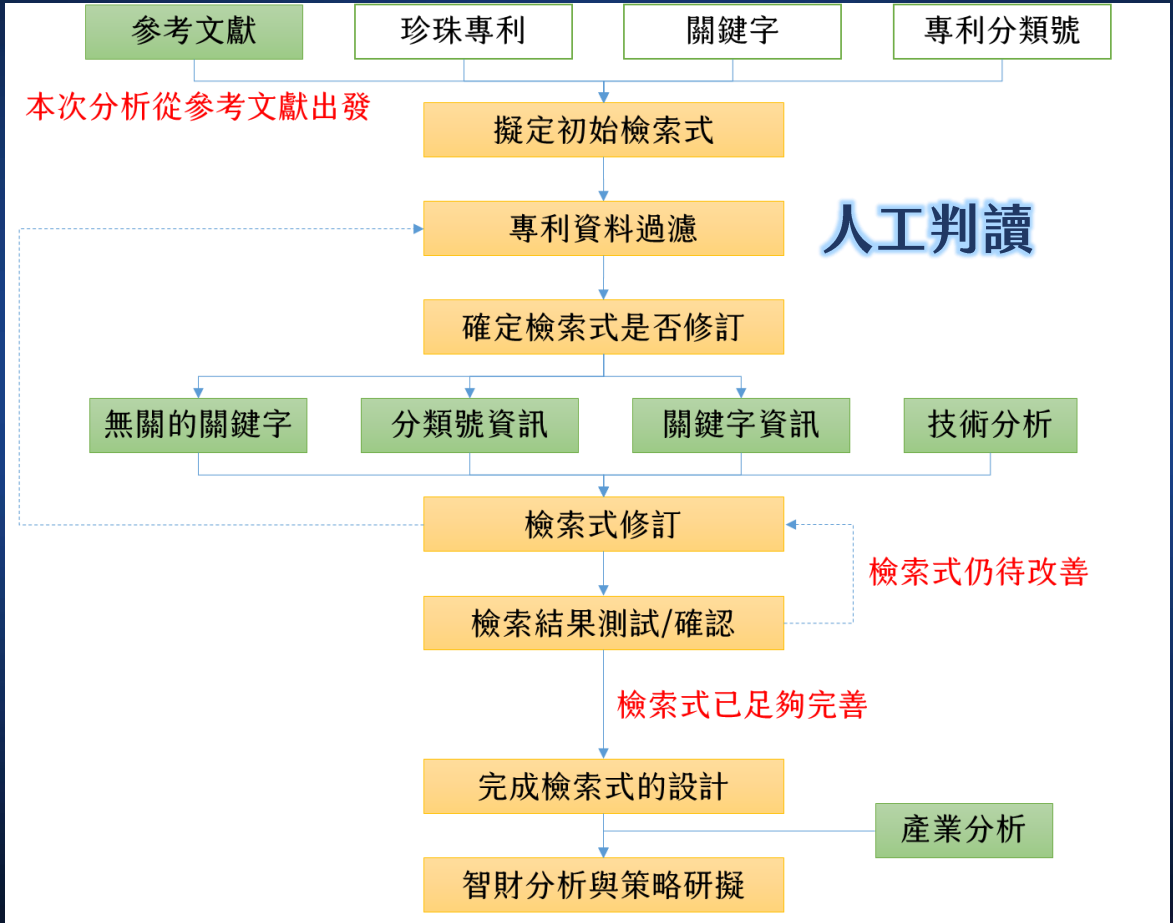 參考文獻
珍珠專利
關鍵字
專利分類號
本次分析從參考文獻出發
擬定初始檢索式
專利資料過濾
人工判讀
確定檢索式是否修訂
無關的關鍵字
分類號資訊
關鍵字資訊
技術分析
檢索式修訂
檢索式仍待改善
檢索結果測試/確認
檢索式已足夠完善
完成檢索式的設計
產業分析
智財分析與策略研擬